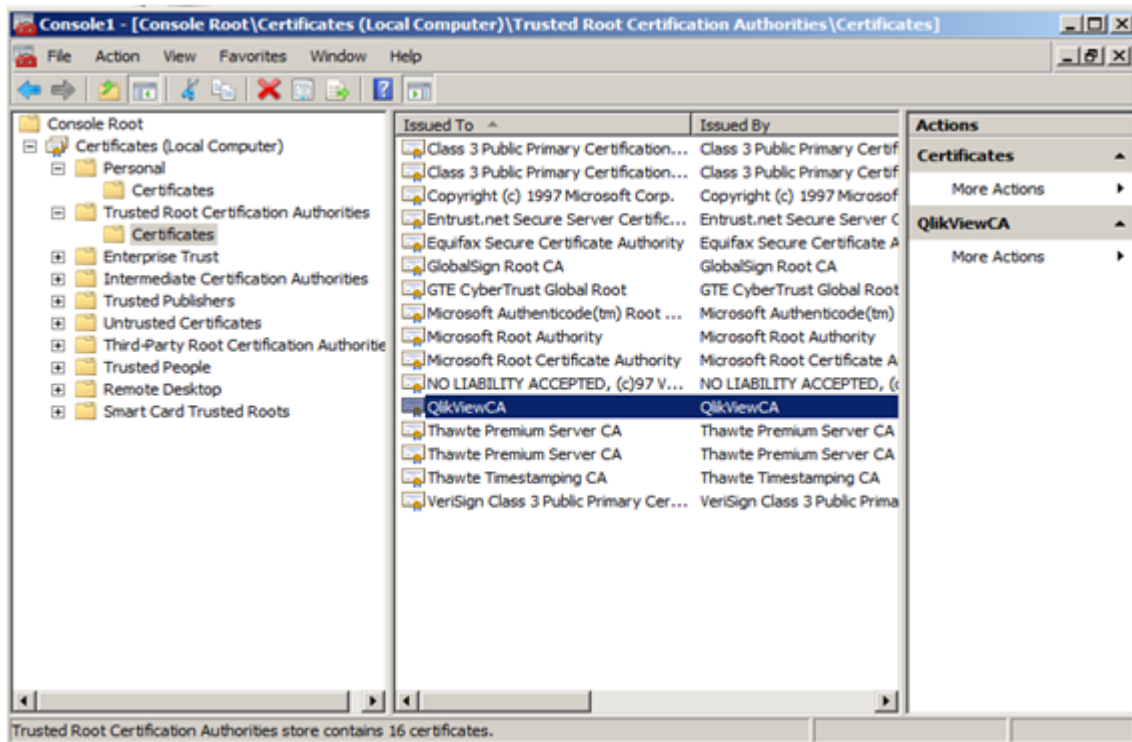 Console1 - [Console Root\Certificates (Local Computer)\Trusted Root Certification Authorities\Certificates]
File Action View Favorites Window Help
Console Root
Certificates (Local Computer)
Personal
Certificates
Trusted Root Certification Authorities
Certificates
Enterprise Trust
Intermediate Certification Authorities
Trusted Publishers
Untrusted Certificates
Third-Party Root Certification Authoritie
Trusted People
Remote Desktop
Smart Card Trusted Roots
Issued To Issued By
Class 3 Public Primary Certification... Class 3 Public Primary Certif
Class 3 Public Primary Certification... Class 3 Public Primary Certif
Copyright (c) 1997 Microsoft Corp. Copyright (c) 1997 Microsof
Entrust.net Secure Server Certific... Entrust.net Secure Server C
Equifax Secure Certificate Authority Equifax Secure Certificate A
GlobalSign Root CA GlobalSign Root CA
GTE CyberTrust Global Root GTE CyberTrust Global Root
Microsoft Authenticode(tm) Root ... Microsoft Authenticode(tm)
Microsoft Root Authority Microsoft Root Authority
Microsoft Root Certificate Authority Microsoft Root Certificate A
NO LIABILITY ACCEPTED, (c)97 V... NO LIABILITY ACCEPTED, (c
QlikViewCA QlikViewCA
Thawte Premium Server CA Thawte Premium Server CA
Thawte Premium Server CA Thawte Premium Server CA
Thawte Timestamping CA Thawte Timestamping CA
VeriSign Class 3 Public Primary Cer... VeriSign Class 3 Public Prima
Actions
Certificates
More Actions
QlikViewCA
More Actions
Trusted Root Certification Authorities store contains 16 certificates.